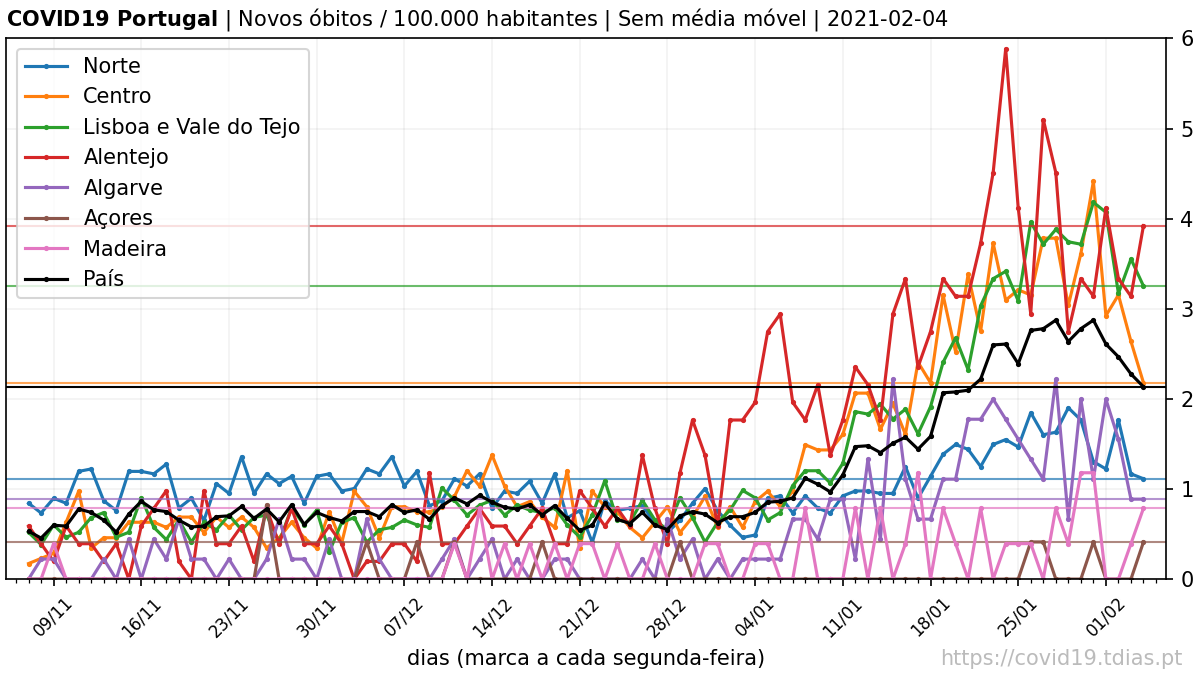 COVID19 Portugal | Novos óbitos / 100.000 habitantes | Sem média móvel | 2021-02-04
Norte
Centro
Lisboa e Vale do Tejo
Alentejo
Algarve
Açores
Madeira
País
6
5
4
3
2
1
0
09/11 16/11 23/11 30/11 07/12 14/12 21/12 28/12 04/01 11/01 18/01 25/01 01/02
dias (marca a cada segunda-feira)
https://covid19.tdias.pt